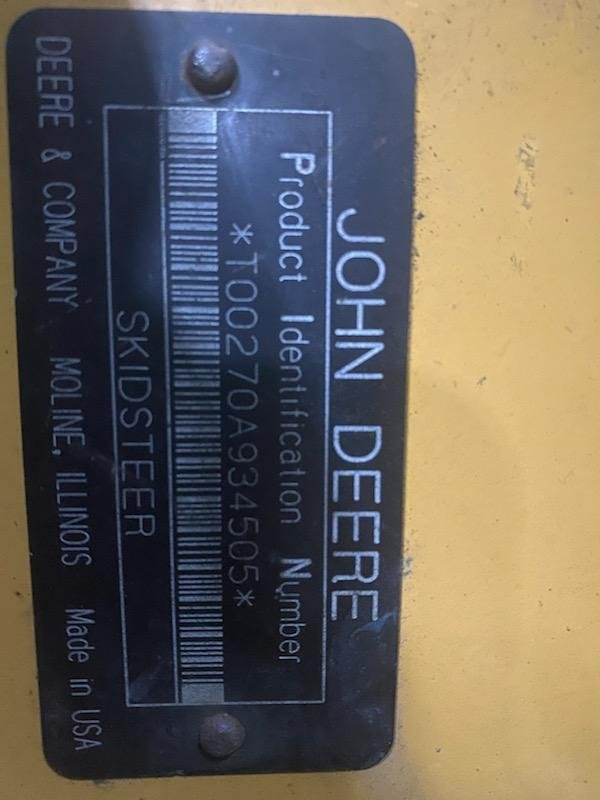 JOHN DEERE
Product Identification Number
*T00270A934505*
SKIDSTEER
DEERE & COMPANY MOLINE, ILLINOIS Made in USA